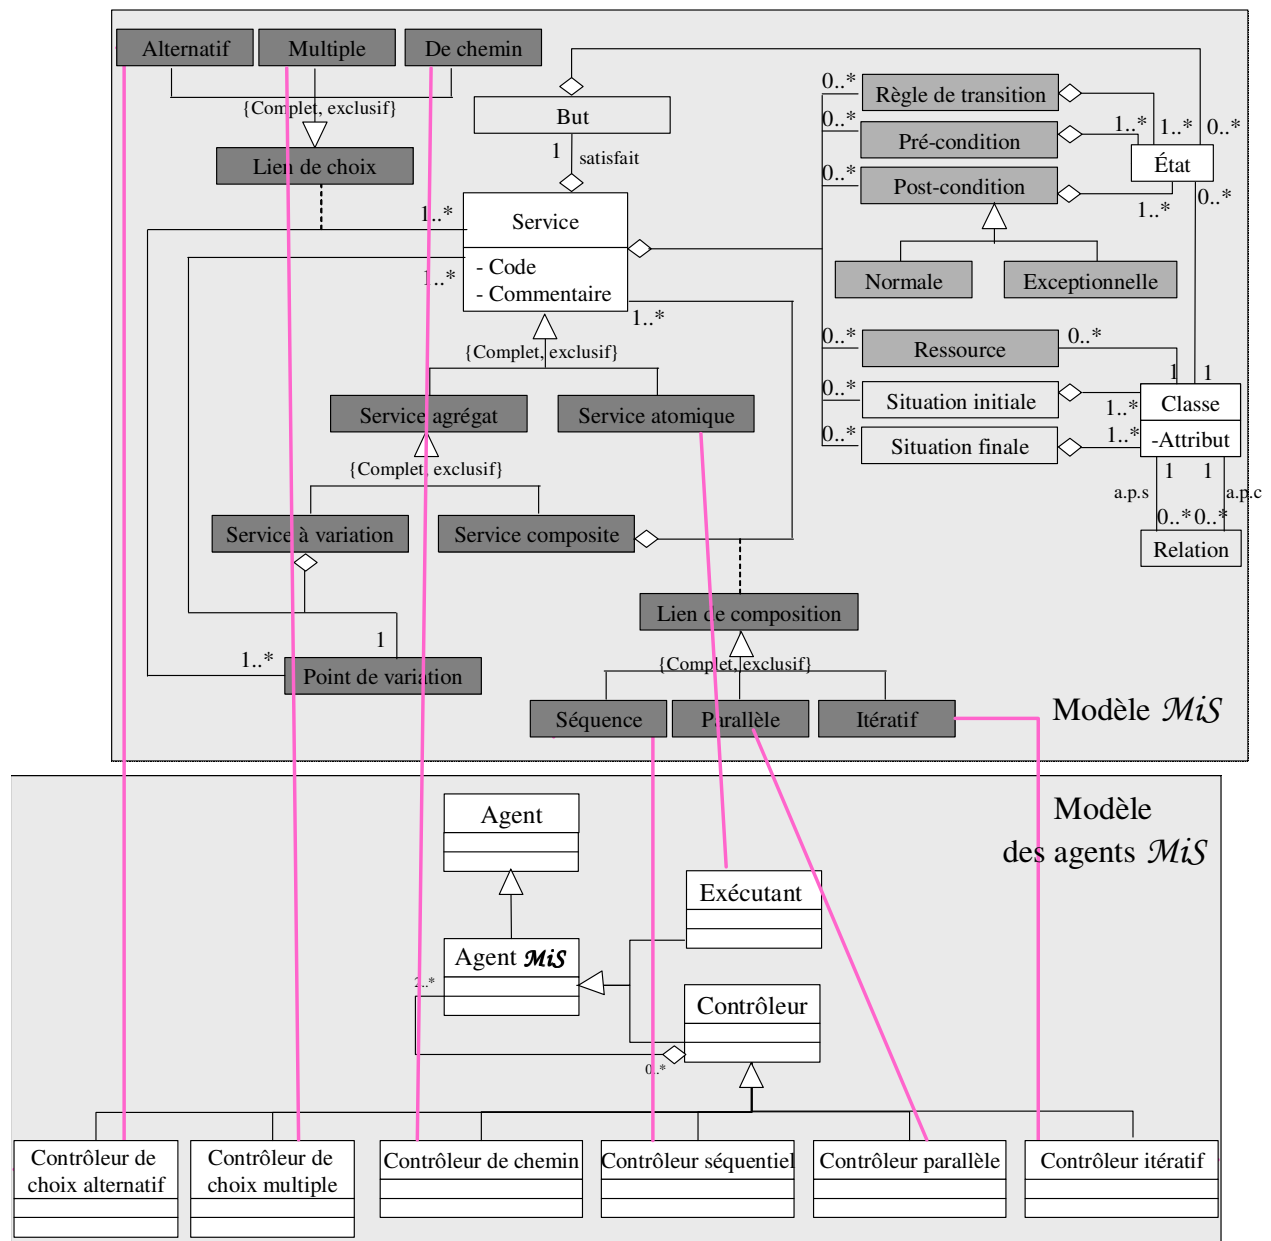 Alternatif
Multiple
De chemin
{Complet, exclusif}
Lien de choix
But
1
satisfait
Service
- Code
- Commentaire
1..*
1..*
1..*
0..*
Règle de transition
0..*
Pré-condition
0..*
Post-condition
1..*
1..*
0..*
État
1..*
0..*
Normale
Exceptionnelle
0..*
Ressource
0..*
1
1
0..*
Situation initiale
1..*
Classe
-Attribut
0..*
Situation finale
1..*
1
1
a.p.s
a.p.c
0..*
0..*
Relation
{Complet, exclusif}
Service agrégat
Service atomique
{Complet, exclusif}
Service à variation
Service composite
Lien de composition
{Complet, exclusif}
1
1..*
Point de variation
Séquence
Parallèle
Itératif
Modèle MiS
Modèle
des agents MiS
Agent
Exécutant
Agent MiS
2..*
Contrôleur
0..*
Contrôleur de
choix alternatif
Contrôleur de
choix multiple
Contrôleur de chemin
Contrôleur séquentiel
Contrôleur parallèle
Contrôleur itératif